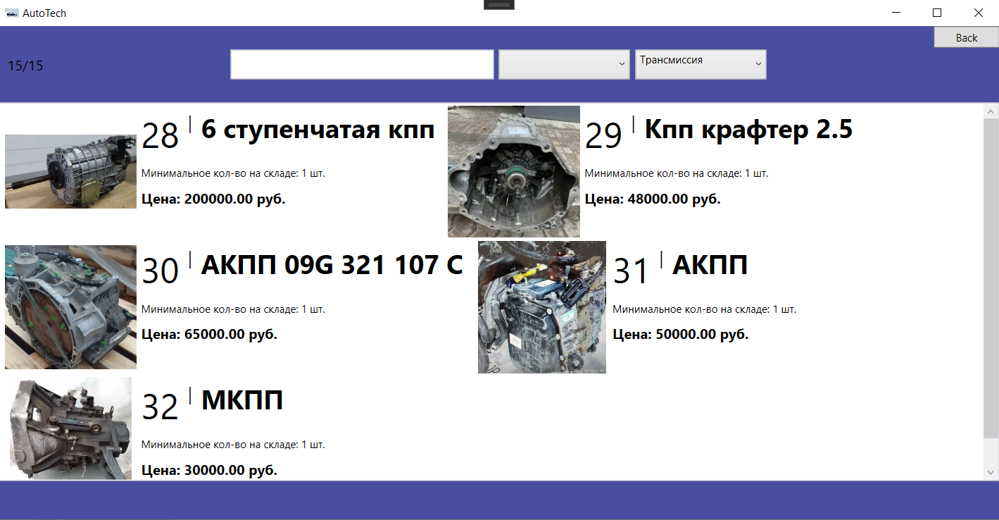 AutoTech
Back
15/15
Трансмиссия
28 | 6 ступенчатая кпп
Минимальное кол-во на складе: 1 шт.
Цена: 200000.00 руб.
29 | Кпп крафтер 2.5
Минимальное кол-во на складе: 1 шт.
Цена: 48000.00 руб.
30 | АКПП 09G 321 107 C
Минимальное кол-во на складе: 1 шт.
Цена: 65000.00 руб.
31 | АКПП
Минимальное кол-во на складе: 1 шт.
Цена: 50000.00 руб.
32 | МКПП
Минимальное кол-во на складе: 1 шт.
Цена: 30000.00 руб.